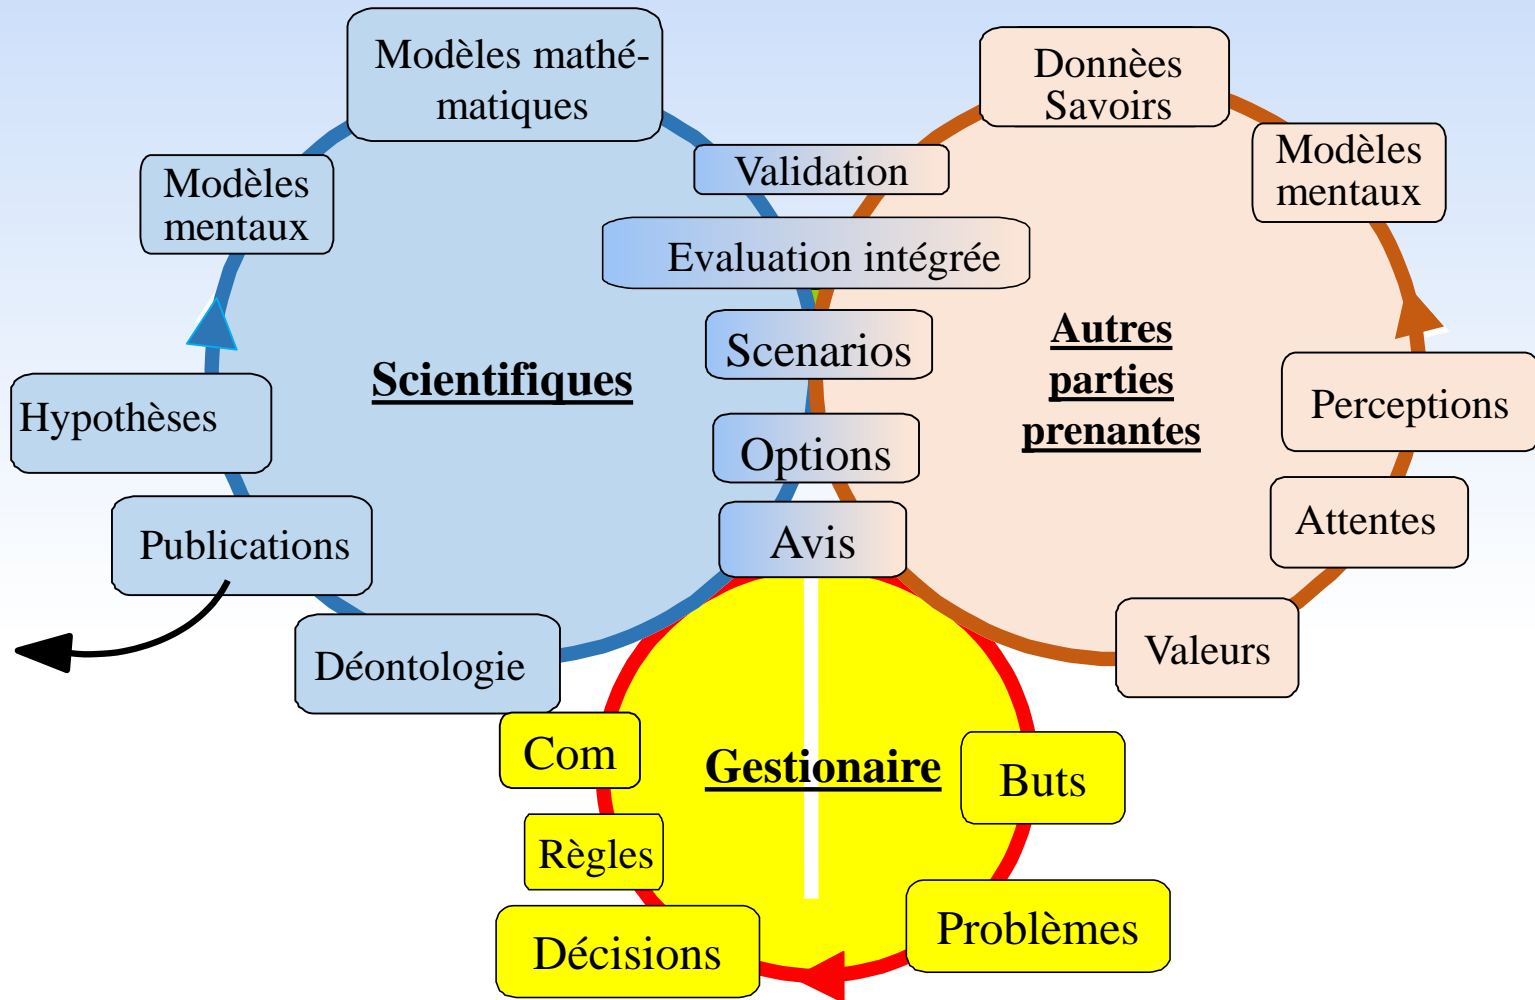 Modèles mathé-
matiques
Donnèes
Savoirs
Validation
Modèles
mentaux
Modèles
mentaux
Evaluation intégrée
Scenarios
Scientifiques
Autres
parties
prenantes
Hypothèses
Perceptions
Options
Publications
Avis
Attentes
Déontologie
Valeurs
Com
Gestionaire
Buts
Règles
Décisions
Problèmes